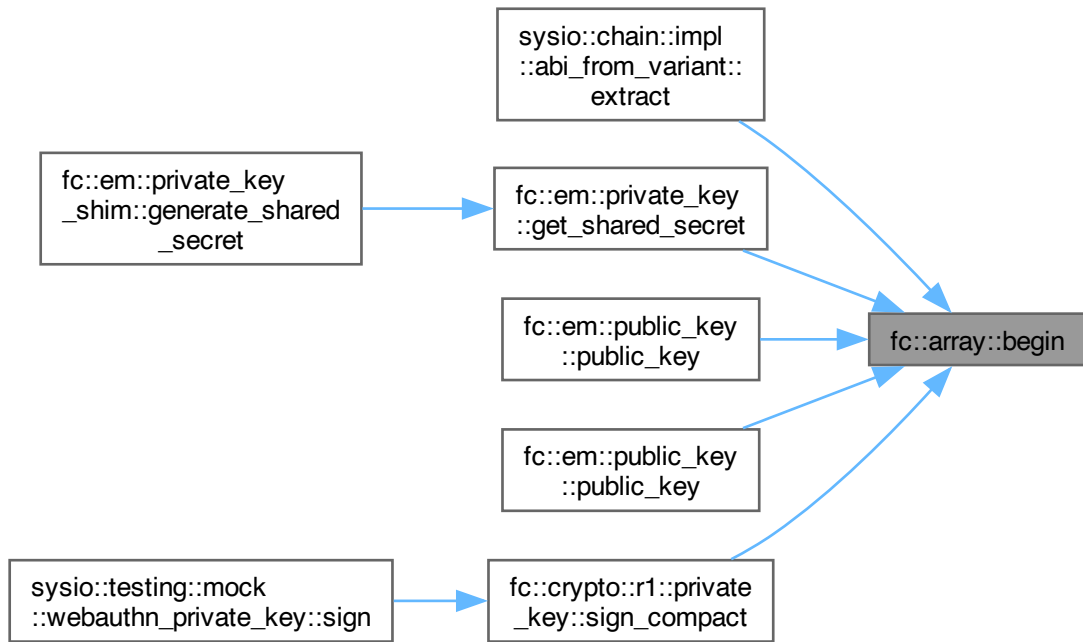 sysio::chain::impl
::abi_from_variant::
extract
fc::em::private_key
_shim::generate_shared
_secret
fc::em::private_key
::get_shared_secret
fc::em::public_key
::public_key
fc::array::begin
fc::em::public_key
::public_key
sysio::testing::mock
::webauthn_private_key::sign
fc::crypto::r1::private
_key::sign_compact